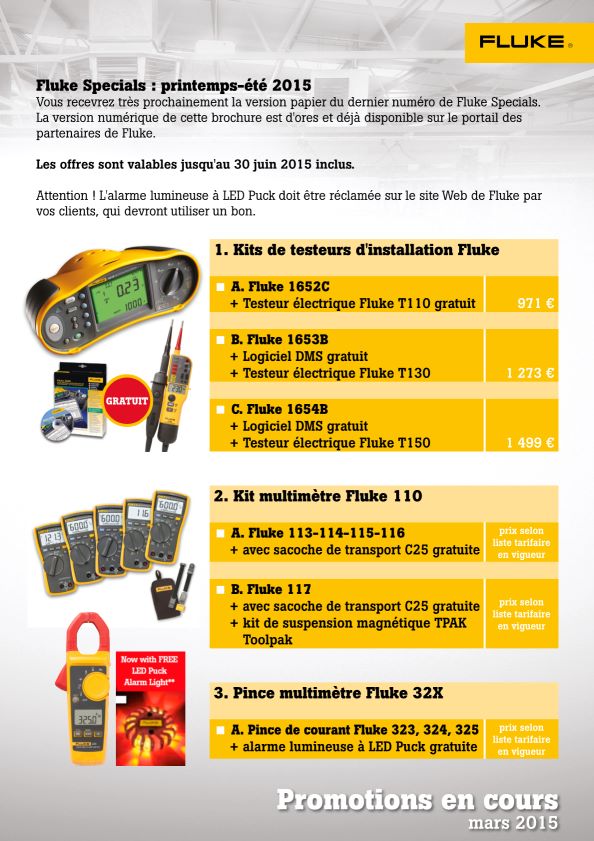 FLUKE®
Fluke Specials : printemps-été 2015
Vous recevrez très prochainement la version papier du dernier numéro de Fluke Specials.
La version numérique de cette brochure est d'ores et déjà disponible sur le portail des
partenaires de Fluke.
Les offres sont valables jusqu'au 30 juin 2015 inclus.
Attention ! L'alarme lumineuse à LED Puck doit être réclamée sur le site Web de Fluke par
vos clients, qui devront utiliser un bon.
1. Kits de testeurs d'installation Fluke
A. Fluke 1652C
+ Testeur électrique Fluke T110 gratuit 971 €
B. Fluke 1653B
+ Logiciel DMS gratuit
+ Testeur électrique Fluke T130 1 273 €
C. Fluke 1654B
+ Logiciel DMS gratuit
+ Testeur électrique Fluke T150 1 499 €
GRATUIT
2. Kit multimètre Fluke 110
A. Fluke 113-114-115-116
+ avec sacoche de transport C25 gratuite
prix selon
liste tarifaire
en vigueur
B. Fluke 117
+ avec sacoche de transport C25 gratuite
+ kit de suspension magnétique TPAK
Toolpak
prix selon
liste tarifaire
en vigueur
Now with FREE
LED Puck
Alarm Light**
3. Pince multimètre Fluke 32X
A. Pince de courant Fluke 323, 324, 325
+ alarme lumineuse à LED Puck gratuite
prix selon
liste tarifaire
en vigueur
Promotions en cours
mars 2015